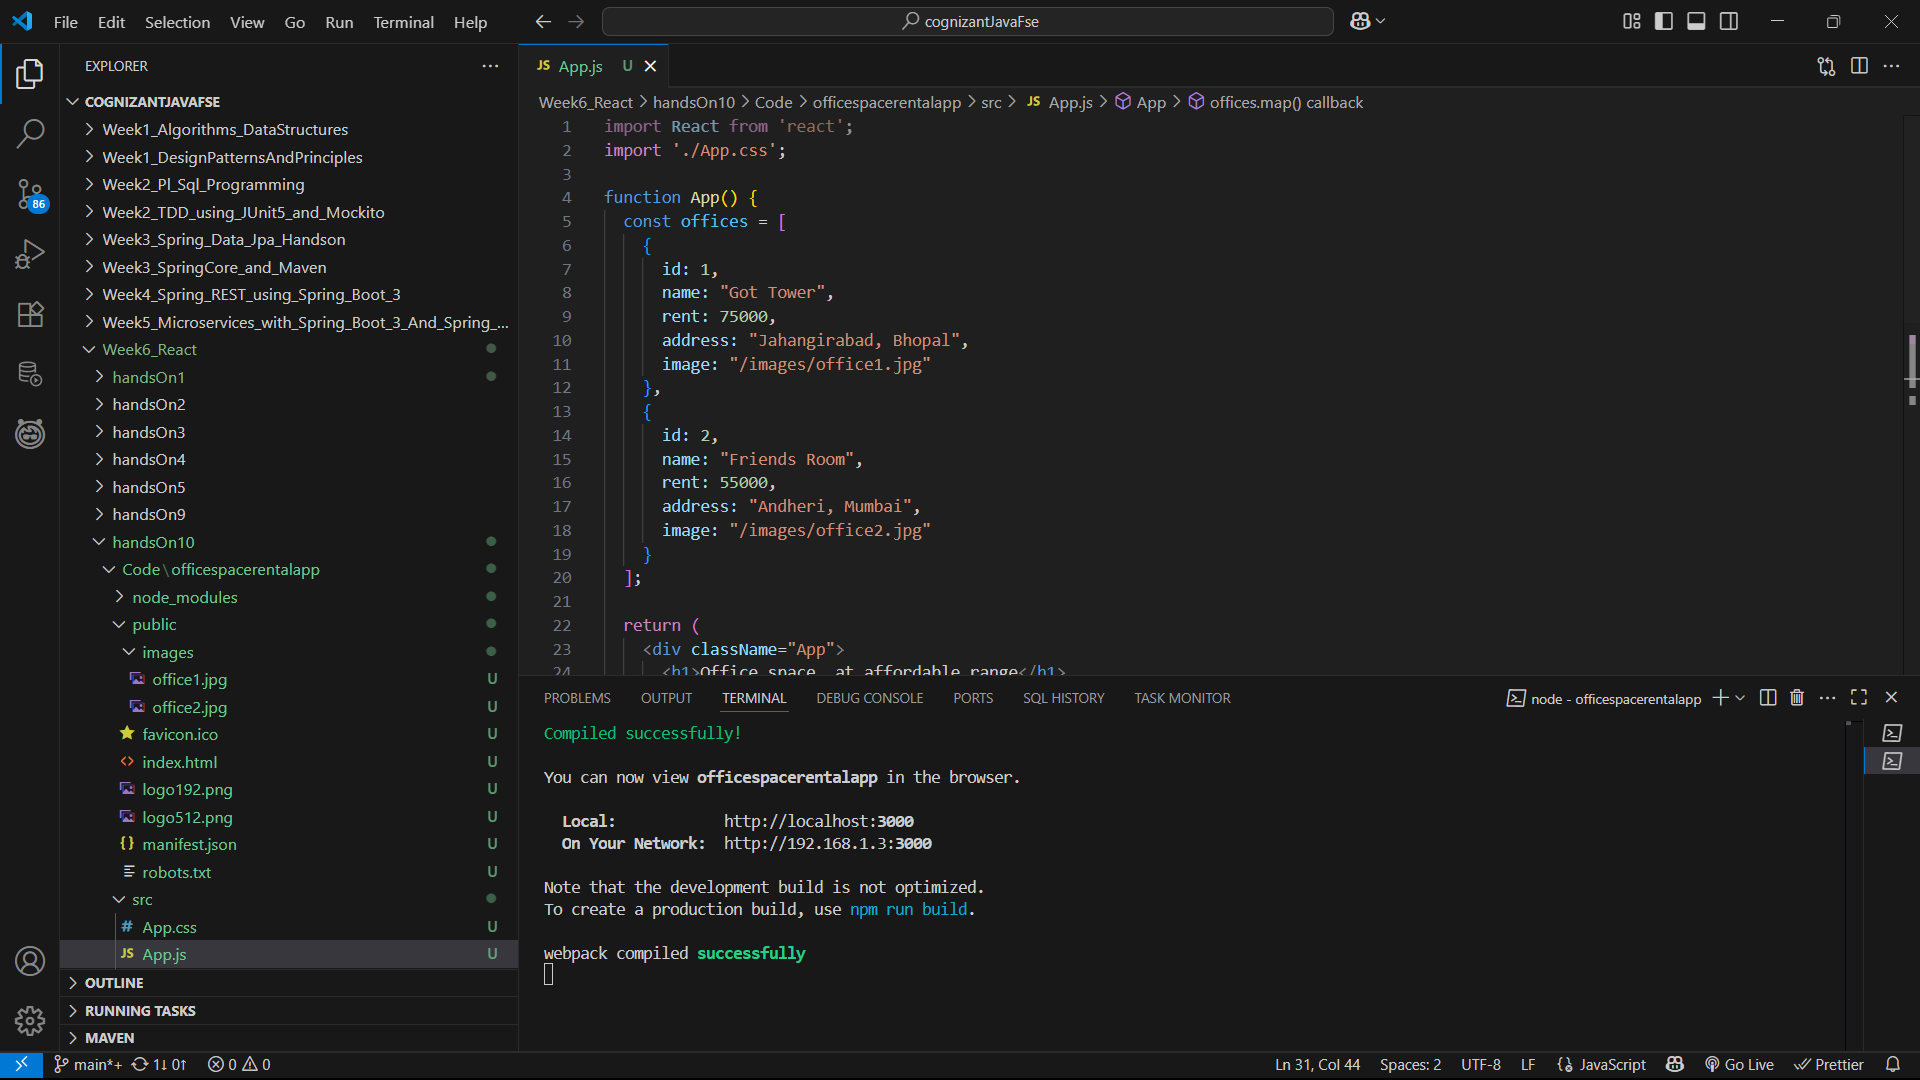 File Edit Selection View Go Run Terminal Help
cognizantJavaFse
EXPLORER
COGNIZANTJAVAFSE
Week1_Algorithms_DataStructures
Week1_DesignPatternsAndPrinciples
Week2_Pl_Sql_Programming
Week2_TDD_using_JUnit5_and_Mockito
Week3_Spring_Data_Jpa_Handson
Week3_SpringCore_and_Maven
Week4_Spring_REST_using_Spring_Boot_3
Week5_Microservices_with_Spring_Boot_3_And_Spring_...
Week6_React
handsOn1
handsOn2
handsOn3
handsOn4
handsOn5
handsOn9
handsOn10
Code\officespacerentalapp
node_modules
public
images
office1.jpg U
office2.jpg U
favicon.ico U
index.html U
logo192.png U
logo512.png U
manifest.json U
robots.txt U
src
# App.css U
JS App.js U
OUTLINE
RUNNING TASKS
MAVEN
86
JS App.js U
Week6_React > handsOn10 > Code > officespacerentalapp > src > JS App.js > App > offices.map() callback
1 import React from 'react';
2 import './App.css';
3
4 function App() {
5 const offices = [
6 {
7 id: 1,
8 name: "Got Tower",
9 rent: 75000,
10 address: "Jahangirabad, Bhopal",
11 image: "/images/office1.jpg"
12 },
13 {
14 id: 2,
15 name: "Friends Room",
16 rent: 55000,
17 address: "Andheri, Mumbai",
18 image: "/images/office2.jpg"
19 }
20 ];
21
22 return (
23 <div className="App">
24 <h1>Office space, at affordable range</h1>
PROBLEMS OUTPUT TERMINAL DEBUG CONSOLE PORTS SQL HISTORY TASK MONITOR
node - officespacerentalapp
Compiled successfully!
You can now view officespacerentalapp in the browser.
Local: http://localhost:3000
On Your Network: http://192.168.1.3:3000
Note that the development build is not optimized.
To create a production build, use npm run build.
webpack compiled successfully
main*+ 1↓ 0↑ 0 0
Ln 31, Col 44 Spaces: 2 UTF-8 LF {} JavaScript Go Live Prettier